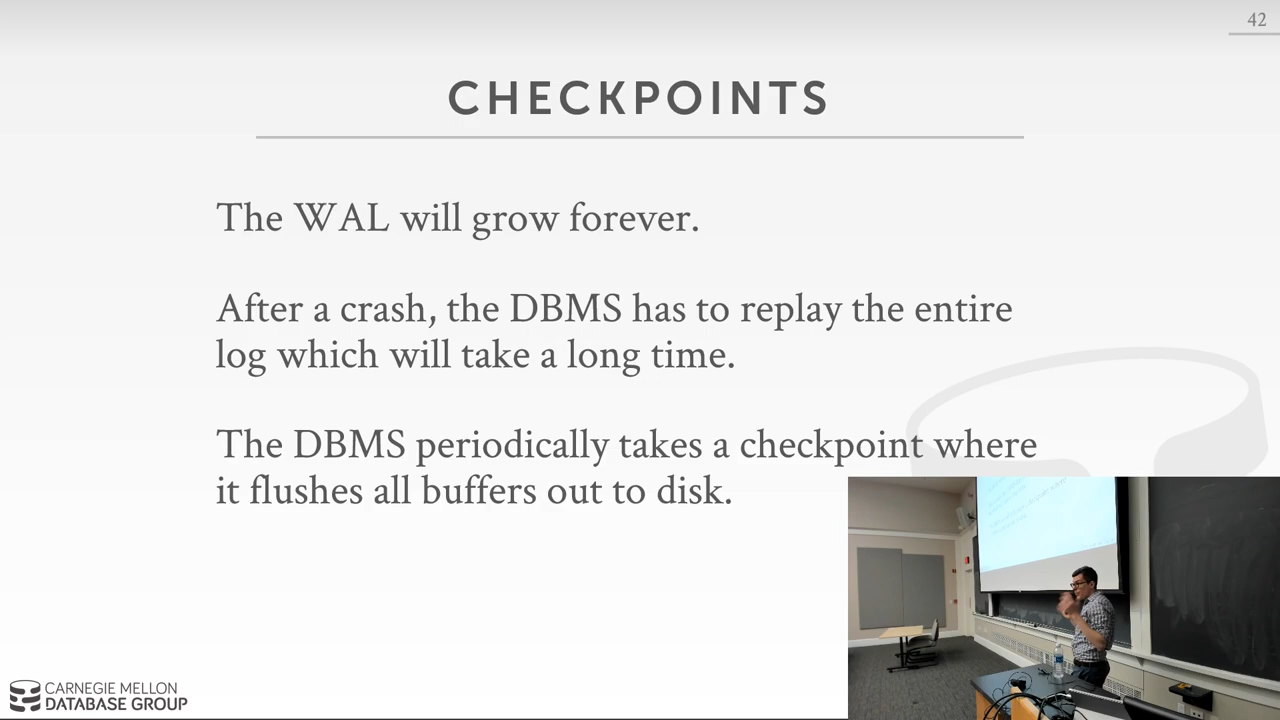 42
CHECKPOINTS
The WAL will grow forever.
After a crash, the DBMS has to replay the entire
log which will take a long time.
The DBMS periodically takes a checkpoint where
it flushes all buffers out to disk.
CARNEGIE MELLON
DATABASE GROUP